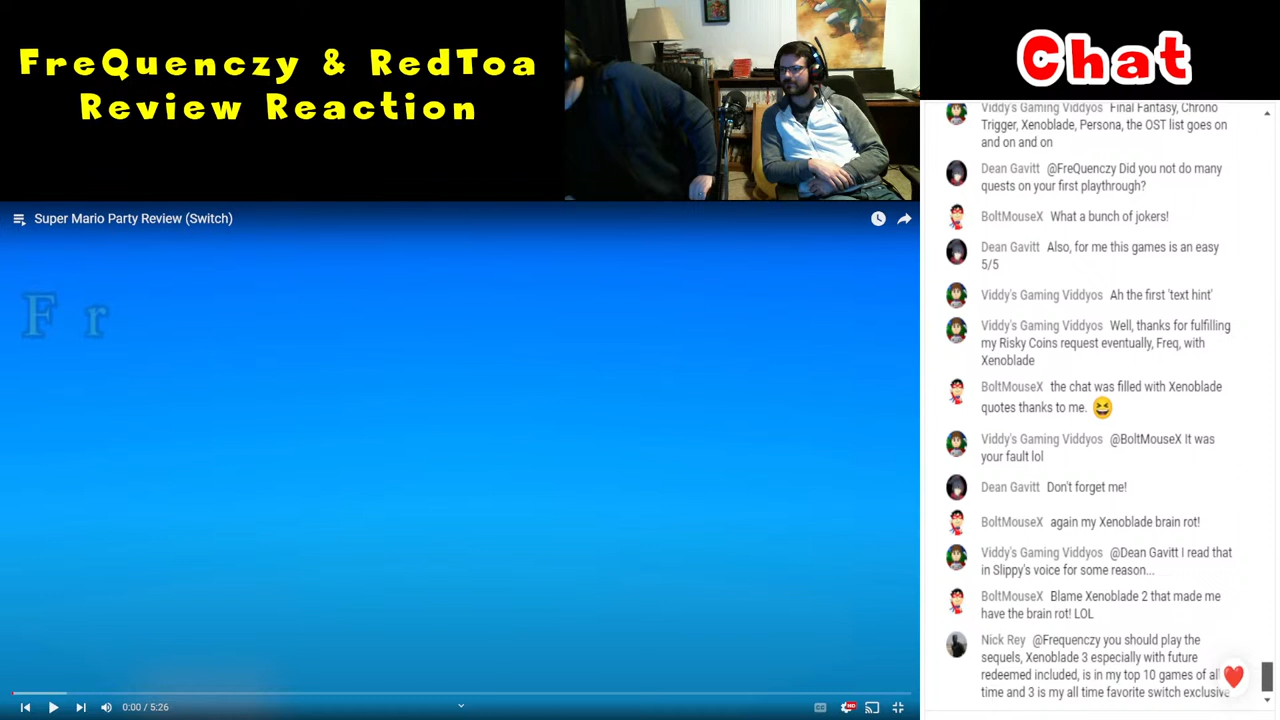 FreQuenczy & RedToa
Review Reaction
Chat
Super Mario Party Review (Switch)
F r
0:00 / 5:26
HD
CC
Viddy's Gaming Viddyos Final Fantasy, Chrono
Trigger, Xenoblade, Persona, the OST list goes on
and on and on
Dean Gavitt @FreQuenczy Did you not do many
quests on your first playthrough?
BoltMouseX What a bunch of jokers!
Dean Gavitt Also, for me this games is an easy
5/5
Viddy's Gaming Viddyos Ah the first 'text hint'
Viddy's Gaming Viddyos Well, thanks for fulfilling
my Risky Coins request eventually, Freq, with
Xenoblade
BoltMouseX the chat was filled with Xenoblade
quotes thanks to me.
Viddy's Gaming Viddyos @BoltMouseX It was
your fault lol
Dean Gavitt Don't forget me!
BoltMouseX again my Xenoblade brain rot!
Viddy's Gaming Viddyos @Dean Gavitt I read that
in Slippy's voice for some reason...
BoltMouseX Blame Xenoblade 2 that made me
have the brain rot! LOL
Nick Rey @Frequenczy you should play the
sequels, Xenoblade 3 especially with future
redeemed included, is in my top 10 games of all
time and 3 is my all time favorite switch exclusive